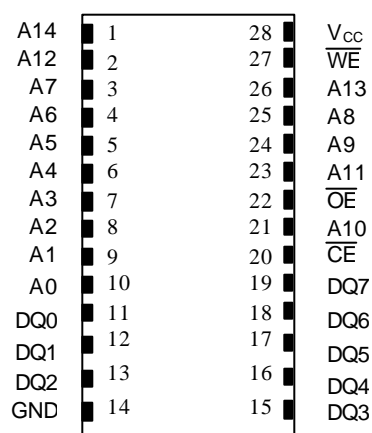 A14 1 28 VCC
A12 2 27 WE
A7 3 26 A13
A6 4 25 A8
A5 5 24 A9
A4 6 23 A11
A3 7 22 OE
A2 8 21 A10
A1 9 20 CE
A0 10 19 DQ7
DQ0 11 18 DQ6
DQ1 12 17 DQ5
DQ2 13 16 DQ4
GND 14 15 DQ3